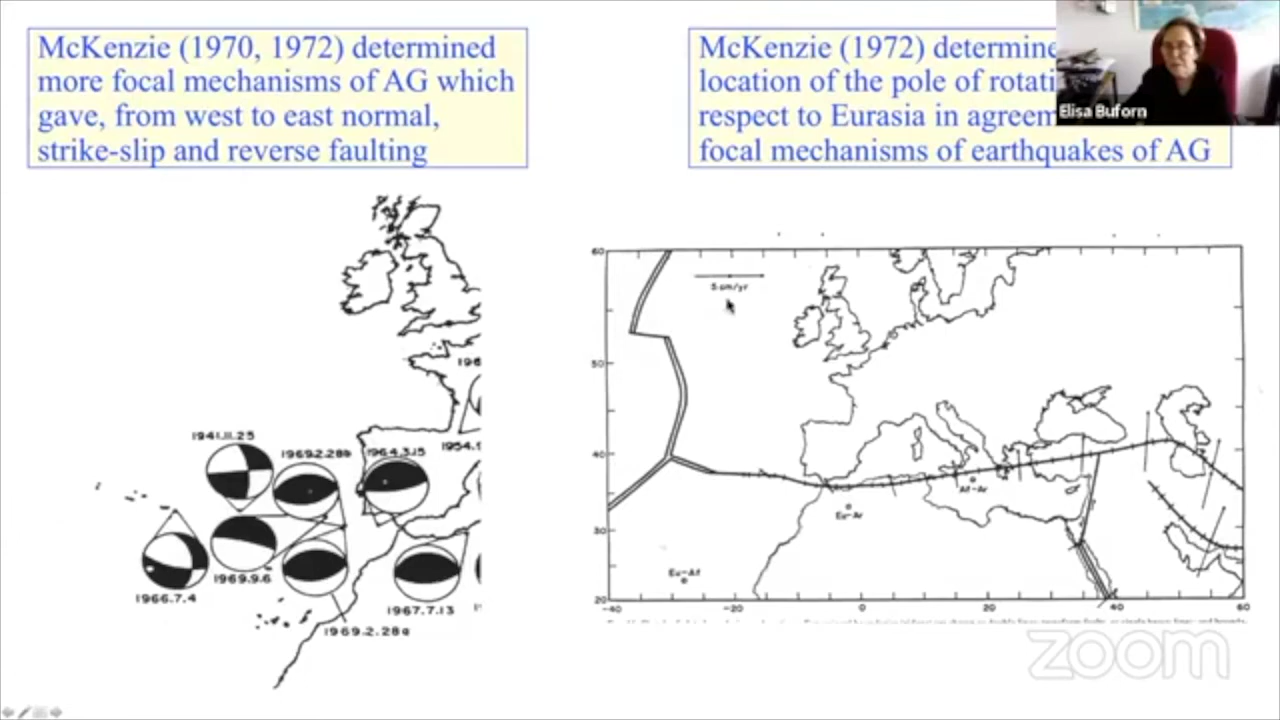 McKenzie (1970, 1972) determined
more focal mechanisms of AG which
gave, from west to east normal,
strike-slip and reverse faulting
McKenzie (1972) determine
location of the pole of rotati
respect to Eurasia in agreem
focal mechanisms of earthquakes of AG
Elisa Buforn
1941.11.25
1969.2.28b
1964.3.15
1954.
196
1966.7.4
1969.9.6
1967.7.13
1969.2.28a
60
50
40
30
20
5 cm/yr
Af-Ar
Eu-Ar
Eu-Af
-40
-20
0
20
40
60
zoom